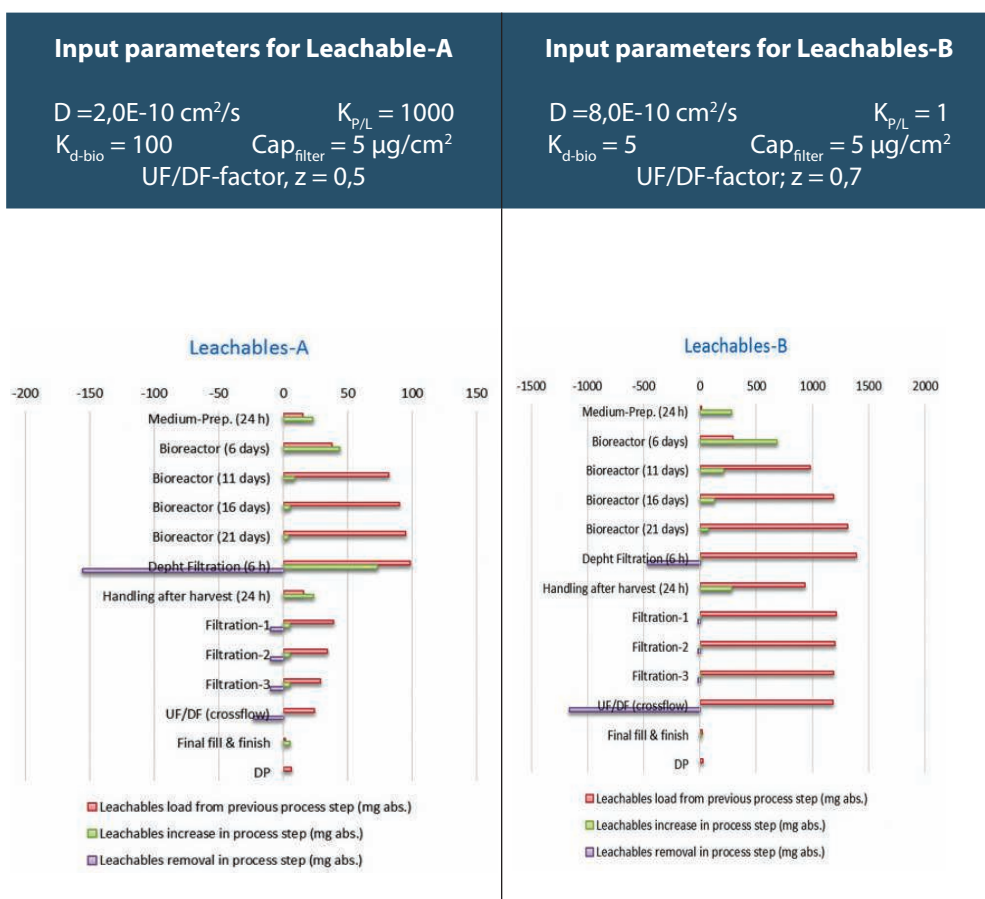 Input parameters for Leachable-A
D =2,0E-10 cm²/s K_P/L = 1000
K_d-bio = 100 Cap_filter = 5 µg/cm²
UF/DF-factor, z = 0,5
Input parameters for Leachables-B
D =8,0E-10 cm²/s K_P/L = 1
K_d-bio = 5 Cap_filter = 5 µg/cm²
UF/DF-factor; z = 0,7
Leachables-A
-200 -150 -100 -50 0 50 100 150
Medium-Prep. (24 h)
Bioreactor (6 days)
Bioreactor (11 days)
Bioreactor (16 days)
Bioreactor (21 days)
Depht Filtration (6 h)
Handling after harvest (24 h)
Filtration-1
Filtration-2
Filtration-3
UF/DF (crossflow)
Final fill & finish
DP
Leachables load from previous process step (mg abs.)
Leachables increase in process step (mg abs.)
Leachables removal in process step (mg abs.)
Leachables-B
-1500 -1000 -500 0 500 1000 1500 2000
Medium-Prep. (24 h)
Bioreactor (6 days)
Bioreactor (11 days)
Bioreactor (16 days)
Bioreactor (21 days)
Depht Filtration (6 h)
Handling after harvest (24 h)
Filtration-1
Filtration-2
Filtration-3
UF/DF (crossflow)
Final fill & finish
DP
Leachables load from previous process step (mg abs.)
Leachables increase in process step (mg abs.)
Leachables removal in process step (mg abs.)